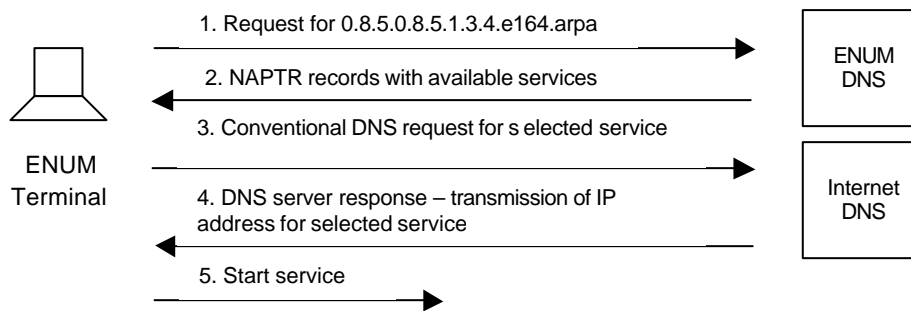 1. Request for 0.8.5.0.8.5.1.3.4.e164.arpa
ENUM
DNS
2. NAPTR records with available services
3. Conventional DNS request for s elected service
ENUM
Terminal
4. DNS server response – transmission of IP
address for selected service
Internet
DNS
5. Start service